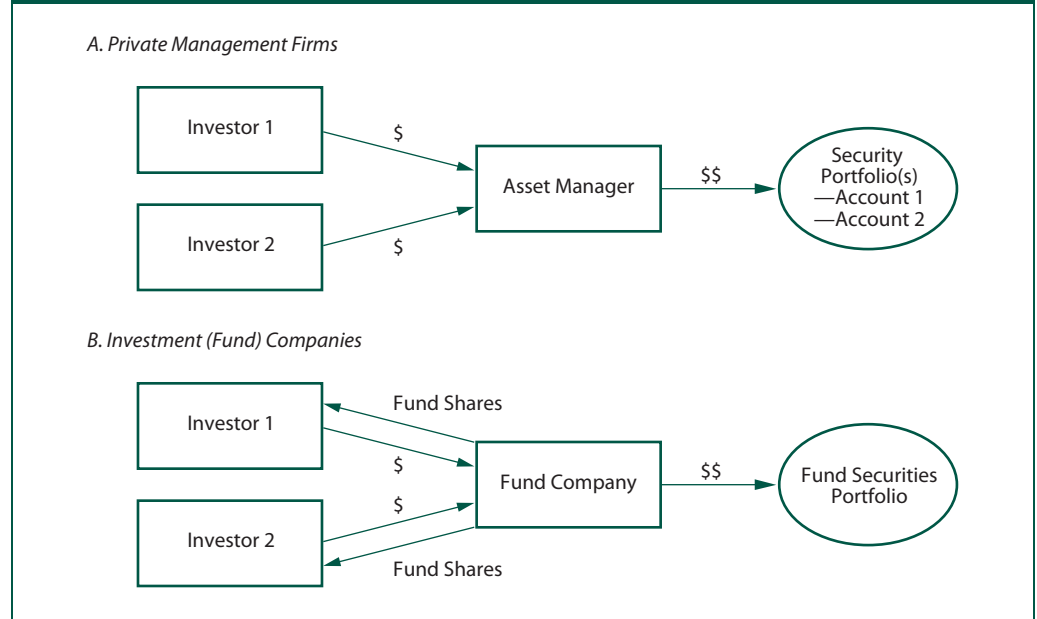 A. Private Management Firms
Investor 1
$
Asset Manager
$$
Security
Portfolio(s)
—Account 1
—Account 2
Investor 2
$
B. Investment (Fund) Companies
Investor 1
Fund Shares
$
Fund Company
$$
Fund Securities
Portfolio
$
Investor 2
Fund Shares